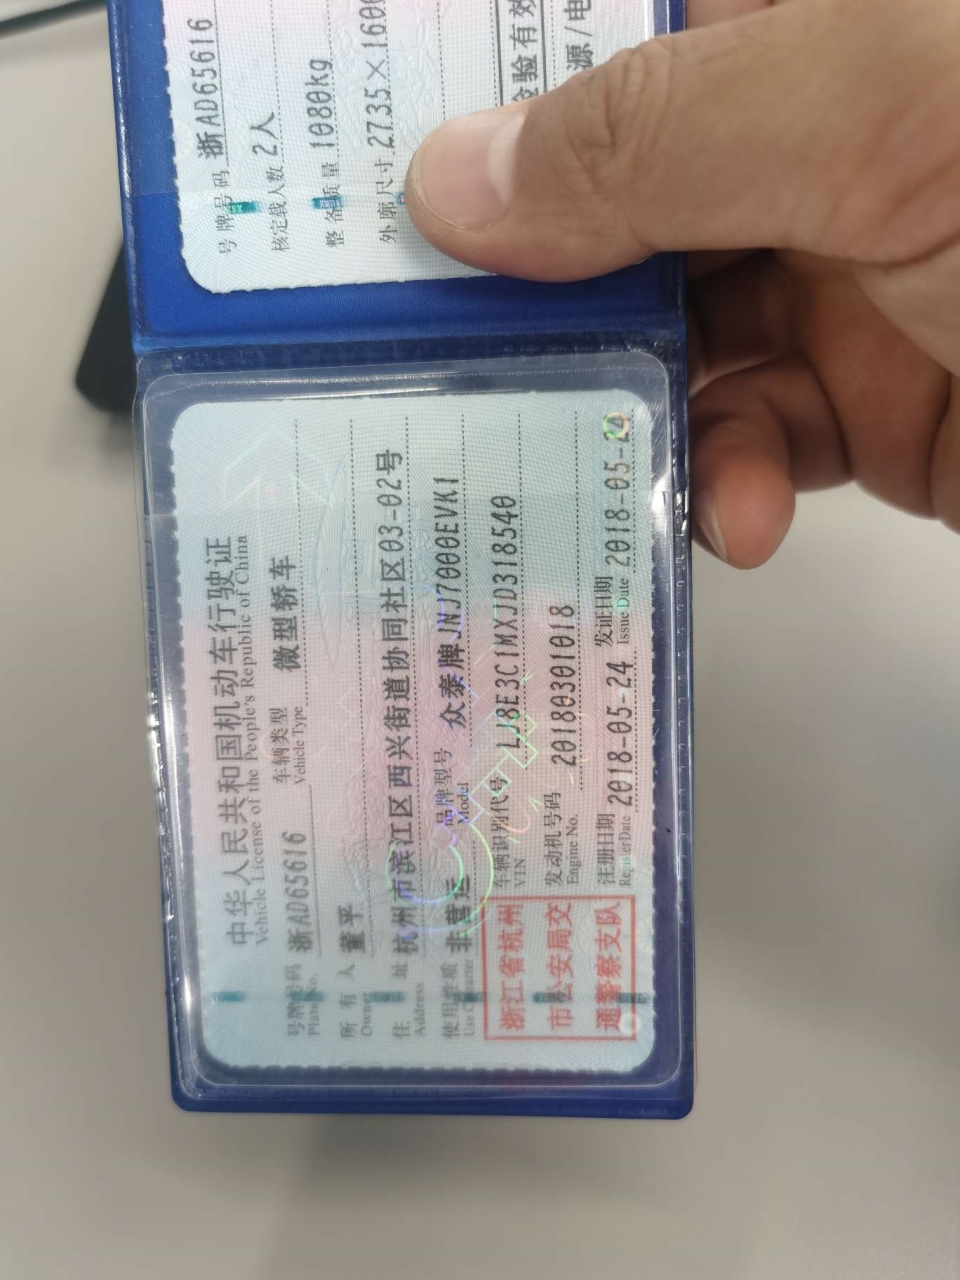 号牌号码 浙AD65616
核定载人数 2人
整备质量 1080kg
外廓尺寸 2735×160
验有效
源/电
中华人民共和国机动车行驶证
Vehicle License of the People's Republic of China
号牌号码 浙AD65616 车辆类型 微型轿车
Plate No. Vehicle Type
所有人 董平
Owner
住址 杭州市滨江区西兴街道协同社区03-02号
Address
使用性质 非营运 品牌型号 众泰牌JNJ7000EVK1
Use Character Model
浙江省杭州
市公安局交
通警察支队
车辆识别代号 LJ8E3C1MXJD318540
VIN
发动机号码 20180301018
Engine No.
注册日期 2018-05-24 发证日期 2018-05-24
Register Date Issue Date